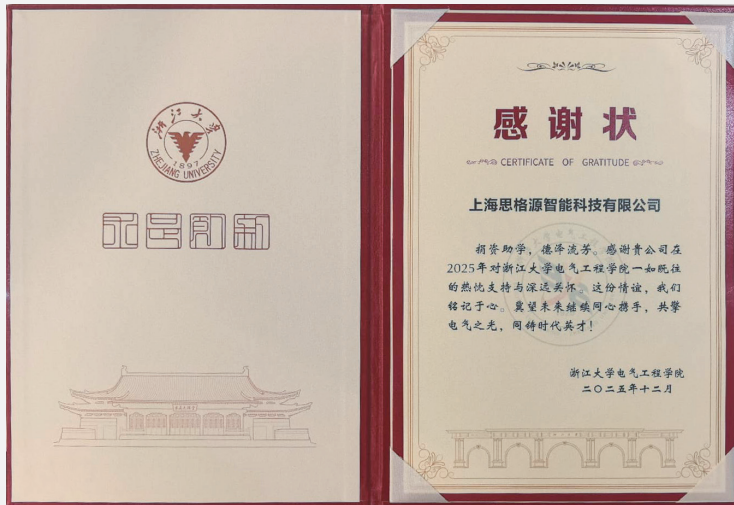 浙江大学
1897
ZHEJIANG UNIVERSITY
求是创新
感谢状
CERTIFICATE OF GRATITUDE
上海思格源智能科技有限公司
捐资助学，德泽流芳。感谢贵公司在
2025年对浙江大学电气工程学院一如既往
的热忱支持与深远关怀。这份情谊，我们
铭记于心。冀望未来继续同心携手，共擎
电气之光，同铸时代英才！
浙江大学电气工程学院
二〇二五年十二月